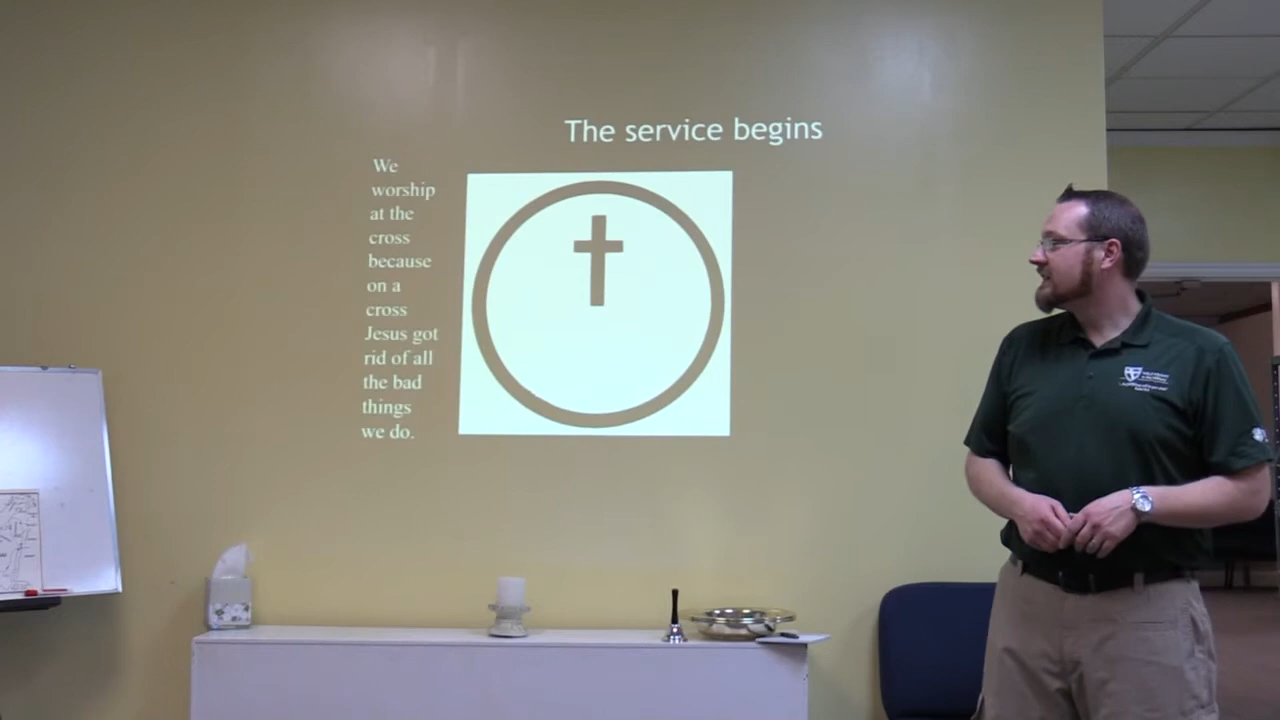 The service begins
We
worship
at the
cross
because
on a
cross
Jesus got
rid of all
the bad
things
we do.